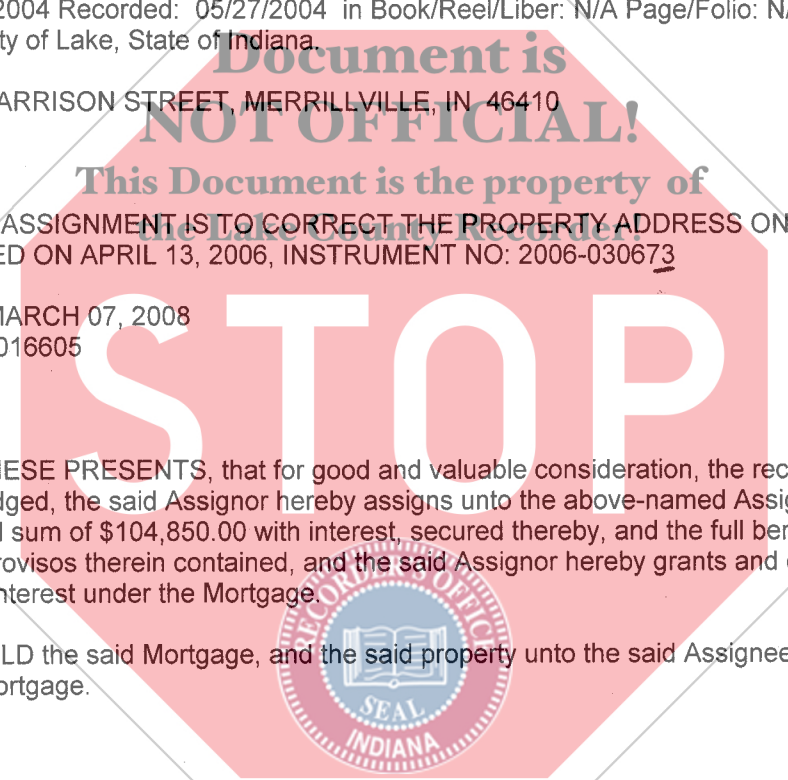 2004 Recorded: 05/27/2004 in Book/Reel/Liber: N/A Page/Folio: N/
ty of Lake, State of Indiana.
Document is
ARRISON STREET, MERRILLVILLE, IN 46410
NOT OFFICIAL!
This Document is the property of
ASSIGNMENT IS TO CORRECT THE PROPERTY ADDRESS ON
the Lake County Recorder!
ED ON APRIL 13, 2006, INSTRUMENT NO: 2006-030673
MARCH 07, 2008
016605
STOP
HESE PRESENTS, that for good and valuable consideration, the rec
dged, the said Assignor hereby assigns unto the above-named Assig
l sum of $104,850.00 with interest, secured thereby, and the full ben
rovisos therein contained, and the said Assignor hereby grants and
nterest under the Mortgage.
LD the said Mortgage, and the said property unto the said Assignee
ortgage.
RECORDER'S OFFICE
SEAL
INDIANA